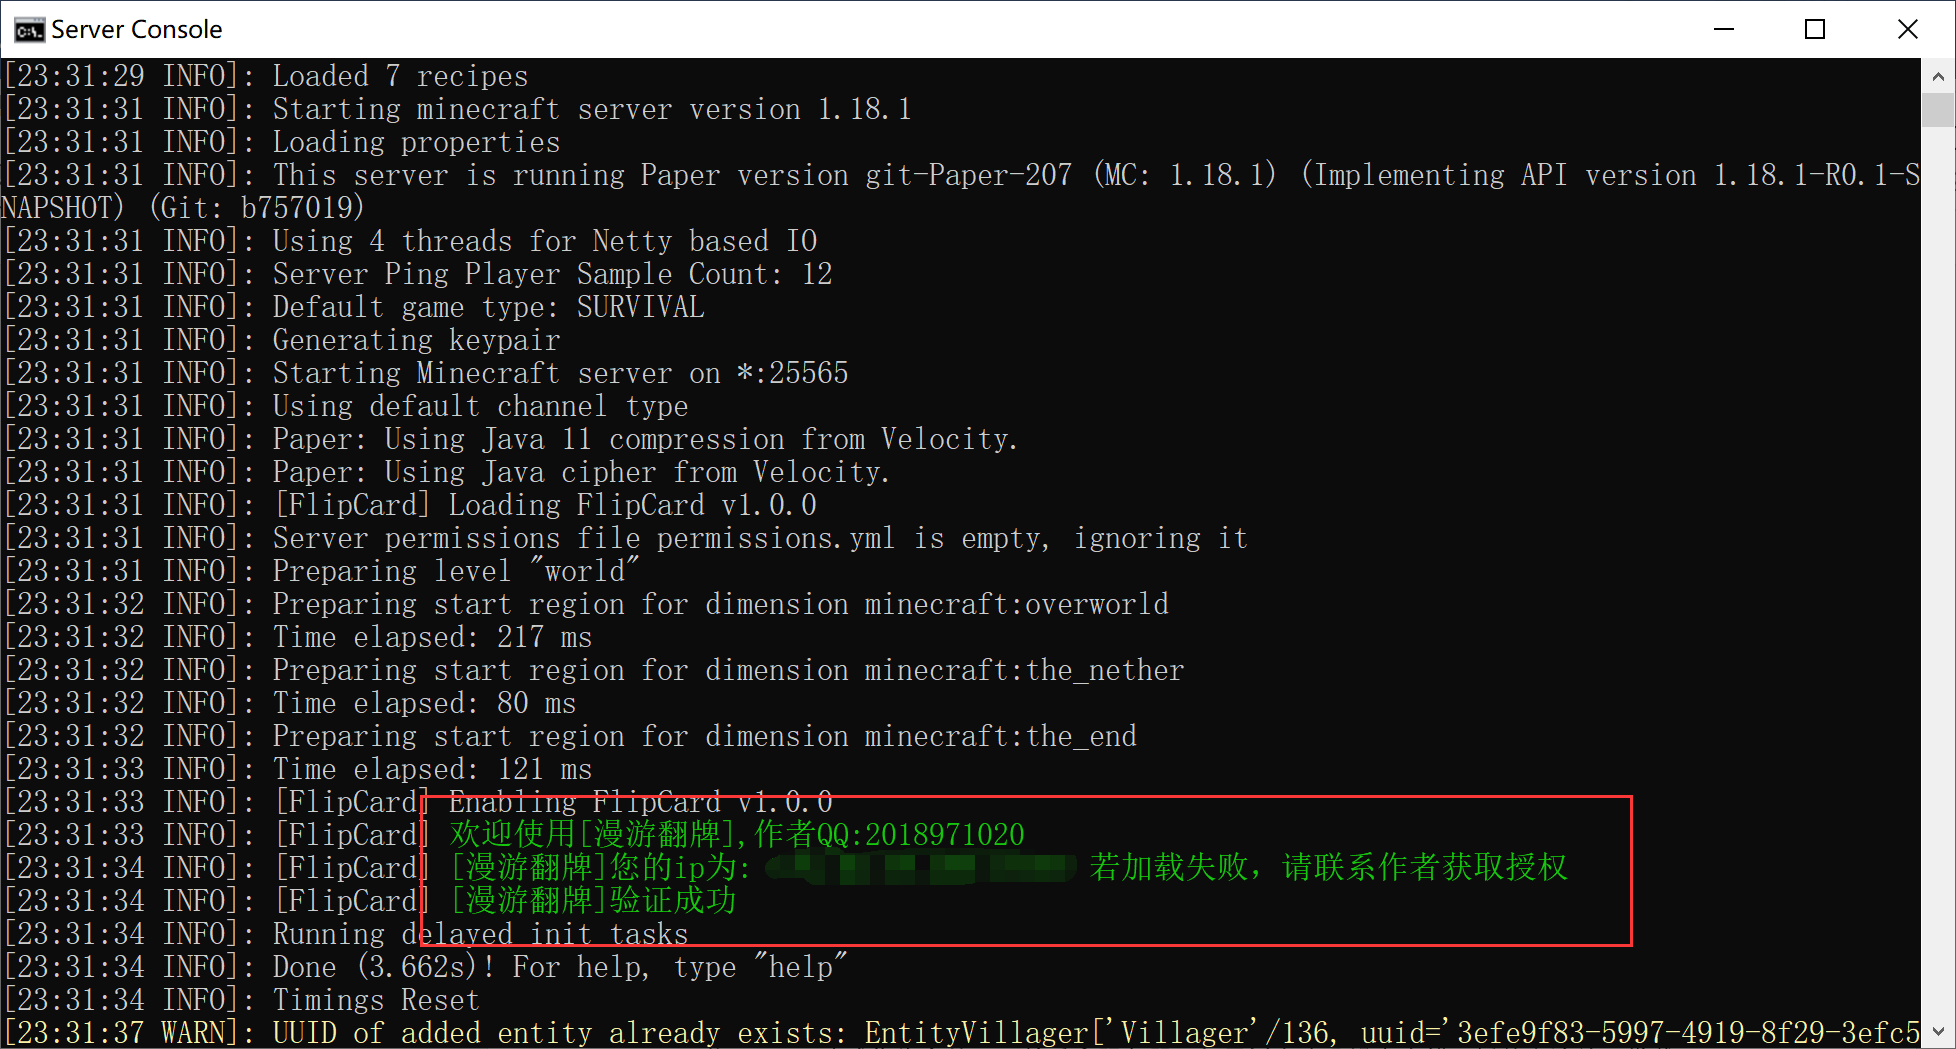 Server Console
[23:31:29 INFO]: Loaded 7 recipes
[23:31:31 INFO]: Starting minecraft server version 1.18.1
[23:31:31 INFO]: Loading properties
[23:31:31 INFO]: This server is running Paper version git-Paper-207 (MC: 1.18.1) (Implementing API version 1.18.1-R0.1-S
NAPSHOT) (Git: b757019)
[23:31:31 INFO]: Using 4 threads for Netty based IO
[23:31:31 INFO]: Server Ping Player Sample Count: 12
[23:31:31 INFO]: Default game type: SURVIVAL
[23:31:31 INFO]: Generating keypair
[23:31:31 INFO]: Starting Minecraft server on *:25565
[23:31:31 INFO]: Using default channel type
[23:31:31 INFO]: Paper: Using Java 11 compression from Velocity.
[23:31:31 INFO]: Paper: Using Java cipher from Velocity.
[23:31:31 INFO]: [FlipCard] Loading FlipCard v1.0.0
[23:31:31 INFO]: Server permissions file permissions.yml is empty, ignoring it
[23:31:31 INFO]: Preparing level "world"
[23:31:32 INFO]: Preparing start region for dimension minecraft:overworld
[23:31:32 INFO]: Time elapsed: 217 ms
[23:31:32 INFO]: Preparing start region for dimension minecraft:the_nether
[23:31:32 INFO]: Time elapsed: 80 ms
[23:31:32 INFO]: Preparing start region for dimension minecraft:the_end
[23:31:33 INFO]: Time elapsed: 121 ms
[23:31:33 INFO]: [FlipCard] Enabling FlipCard v1.0.0
[23:31:33 INFO]: [FlipCard] 欢迎使用[漫游翻牌],作者QQ:2018971020
[23:31:34 INFO]: [FlipCard] [漫游翻牌]您的ip为: 若加载失败，请联系作者获取授权
[23:31:34 INFO]: [FlipCard] [漫游翻牌]验证成功
[23:31:34 INFO]: Running delayed init tasks
[23:31:34 INFO]: Done (3.662s)! For help, type "help"
[23:31:34 INFO]: Timings Reset
[23:31:37 WARN]: UUID of added entity already exists: EntityVillager['Villager'/136, uuid='3efe9f83-5997-4919-8f29-3efc5